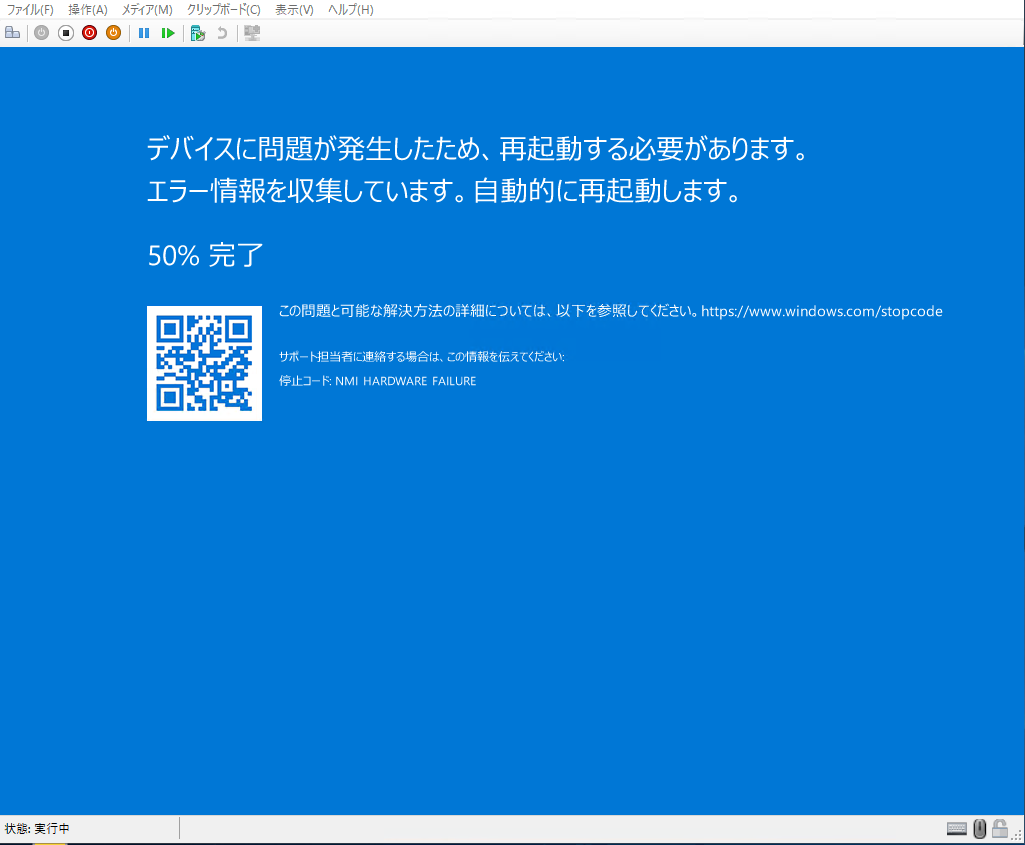 ファイル(F) 操作(A) メディア(M) クリップボード(C) 表示(V) ヘルプ(H)
デバイスに問題が発生したため、再起動する必要があります。
エラー情報を収集しています。自動的に再起動します。
50% 完了
この問題と可能な解決方法の詳細については、以下を参照してください。https://www.windows.com/stopcode
サポート担当者に連絡する場合は、この情報を伝えてください:
停止コード: NMI HARDWARE FAILURE
状態: 実行中